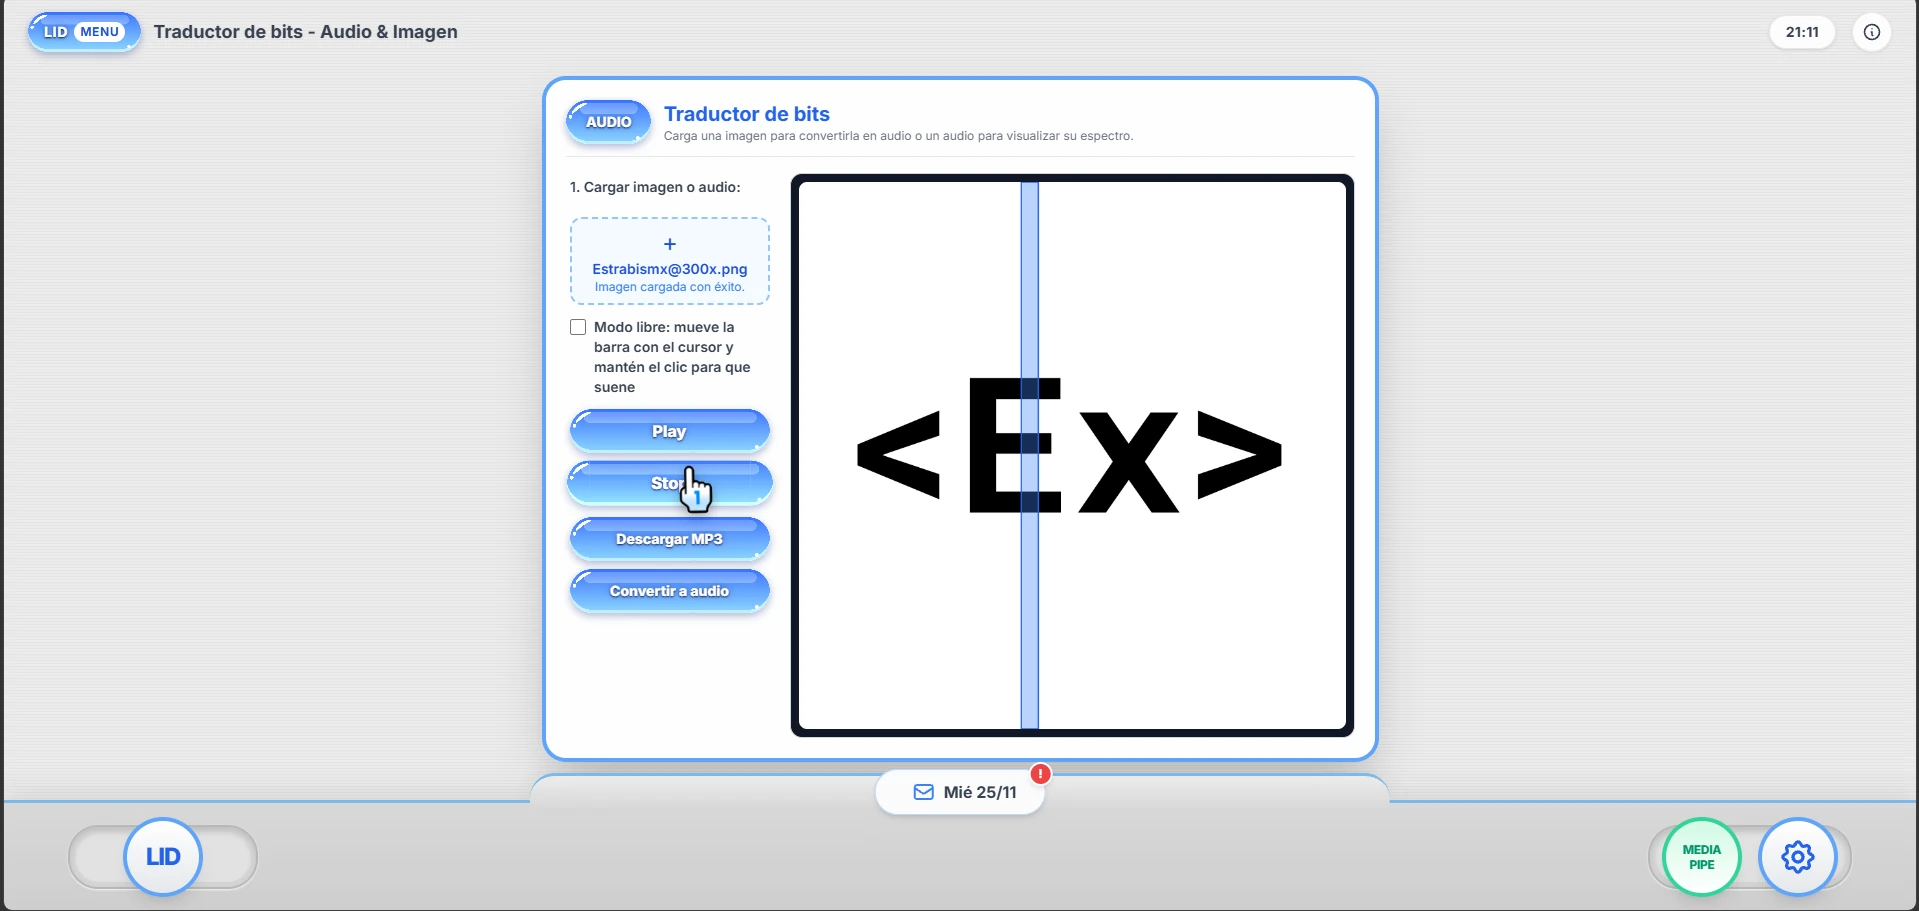 LID MENU Traductor de bits - Audio & Imagen 21:11
AUDIO
Traductor de bits
Carga una imagen para convertirla en audio o un audio para visualizar su espectro.
1. Cargar imagen o audio:
+
Estrabismx@300x.png
Imagen cargada con éxito.
Modo libre: mueve la
barra con el cursor y
mantén el clic para que
suene
Play
Stop
1
Descargar MP3
Convertir a audio
<Ex>
!
Mié 25/11
LID
MEDIA
PIPE